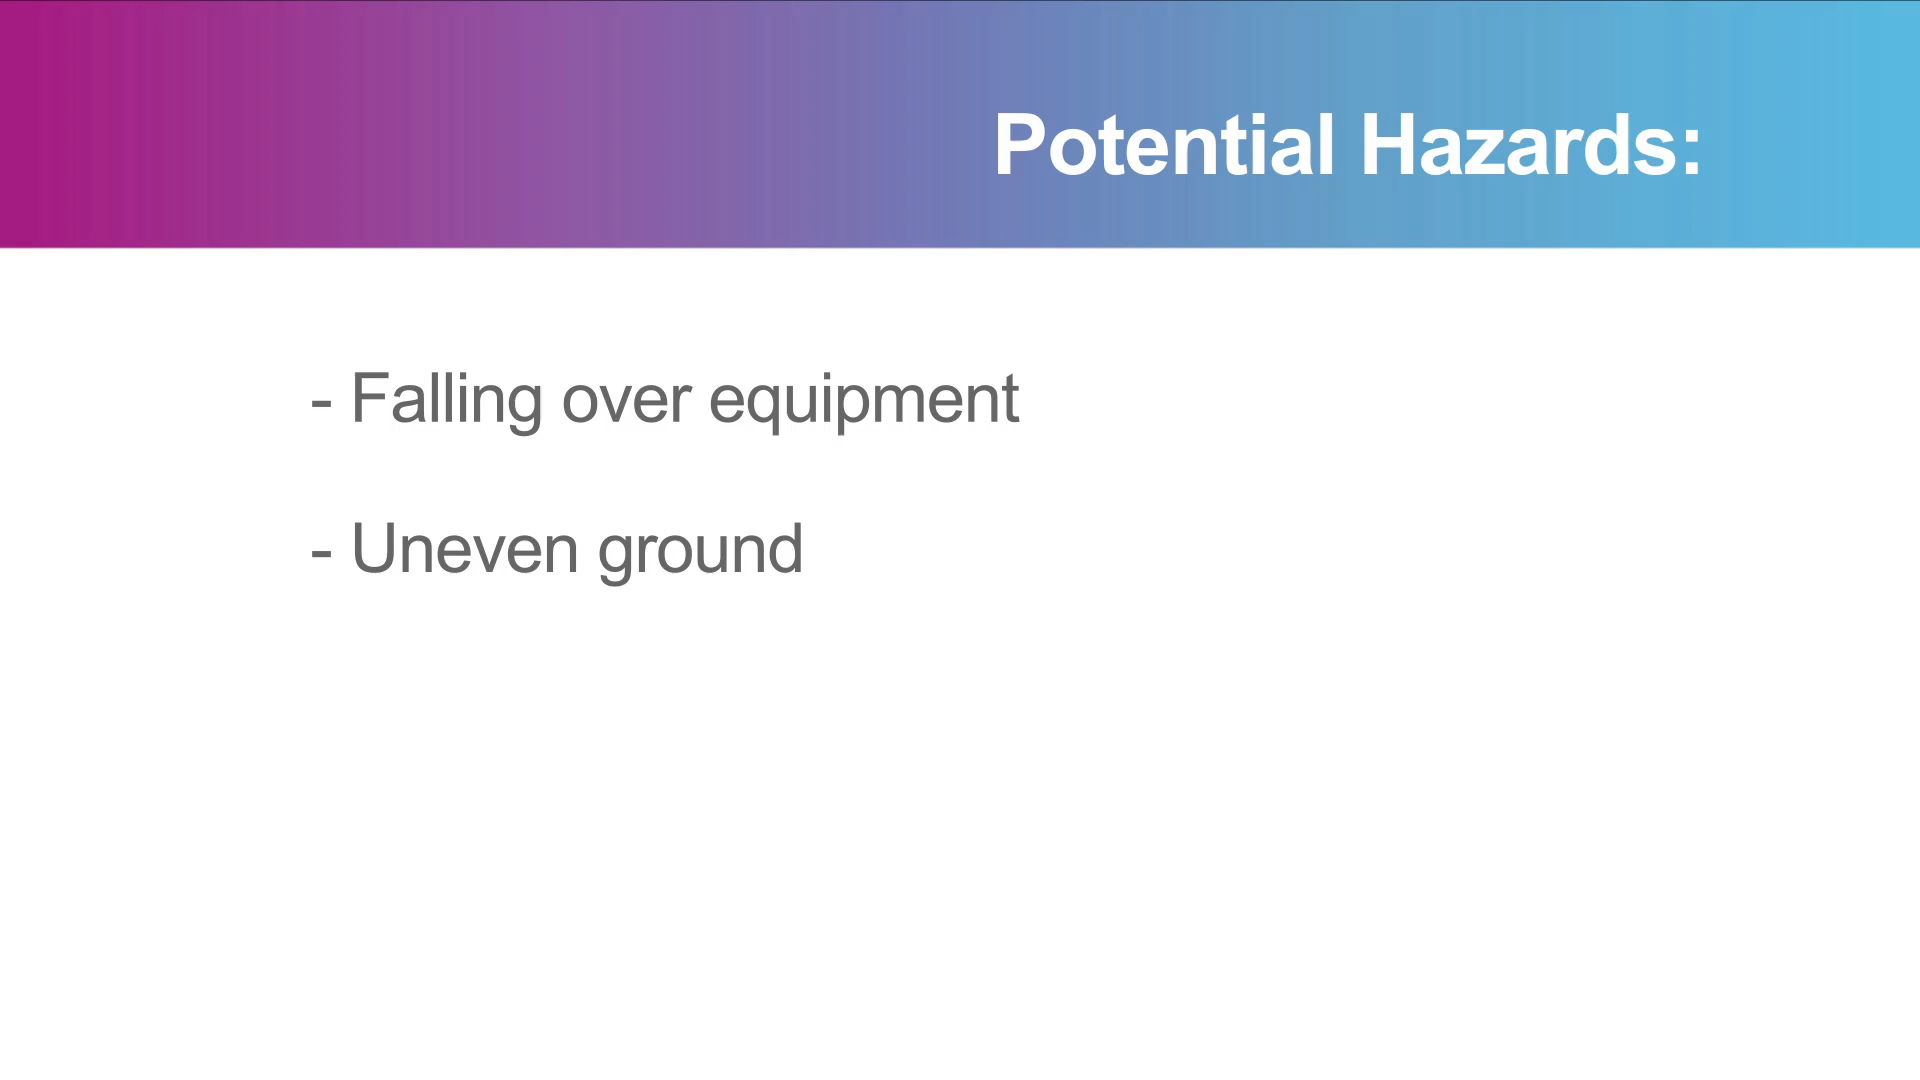 Potential Hazards:
- Falling over equipment
- Uneven ground